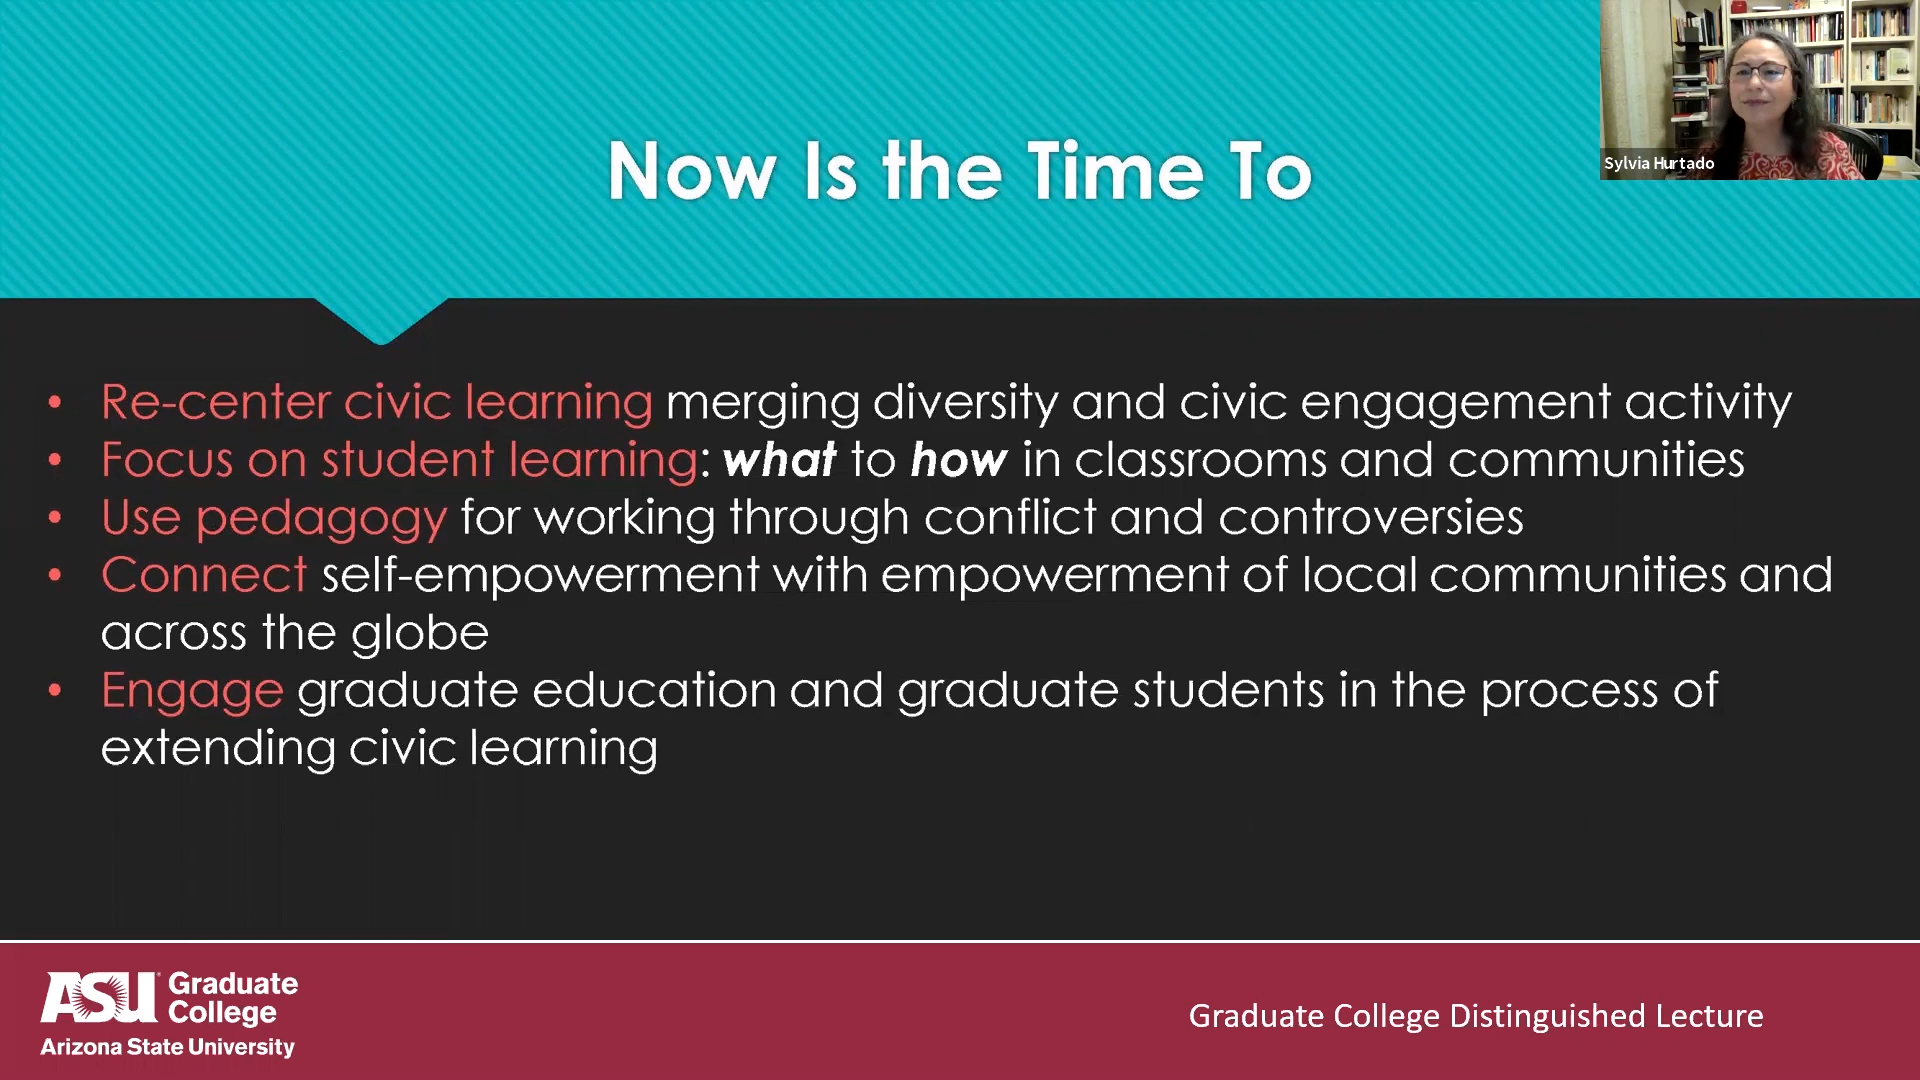 Now Is the Time To
Sylvia Hurtado
• Re-center civic learning merging diversity and civic engagement activity
• Focus on student learning: what to how in classrooms and communities
• Use pedagogy for working through conflict and controversies
• Connect self-empowerment with empowerment of local communities and
across the globe
• Engage graduate education and graduate students in the process of
extending civic learning
ASU Graduate
College
Arizona State University
Graduate College Distinguished Lecture